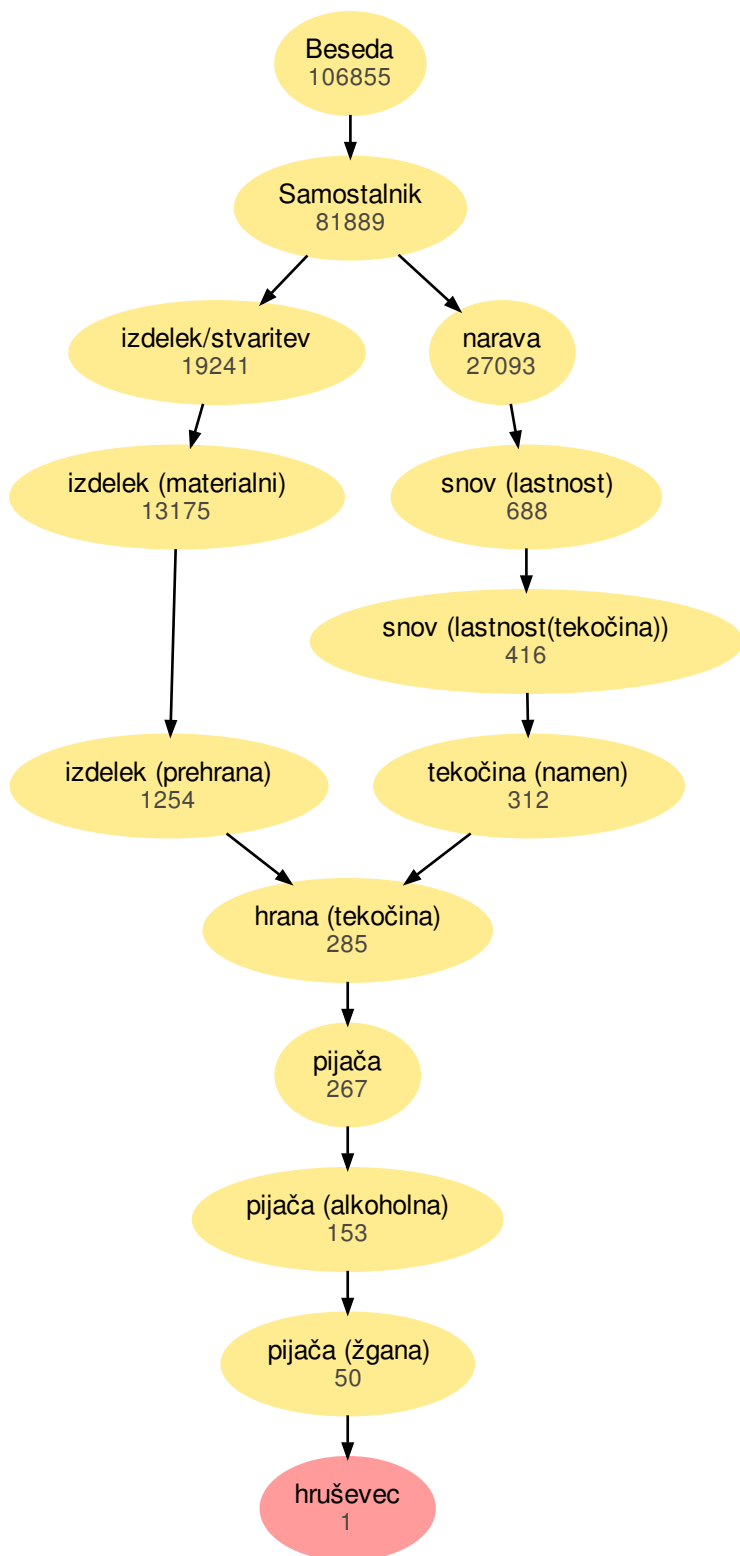 Beseda
106855
Samostalnik
81889
izdelek/stvaritev
19241
narava
27093
izdelek (materialni)
13175
snov (lastnost)
688
snov (lastnost(tekočina))
416
izdelek (prehrana)
1254
tekočina (namen)
312
hrana (tekočina)
285
pijača
267
pijača (alkoholna)
153
pijača (žgana)
50
hruševec
1